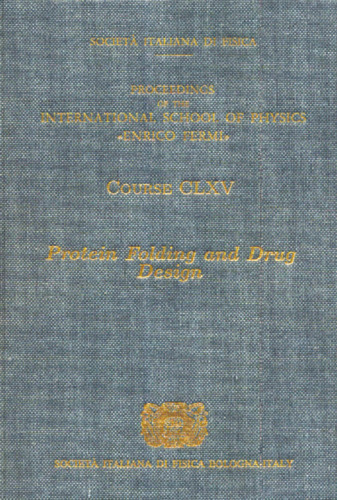 SOCIETÀ ITALIANA DI FISICA
PROCEEDINGS
OF THE
INTERNATIONAL SCHOOL OF PHYSICS
«ENRICO FERMI»
COURSE CLXV
Protein Folding and Drug
Design
SOCIETÀ ITALIANA DI FISICA BOLOGNA-ITALY